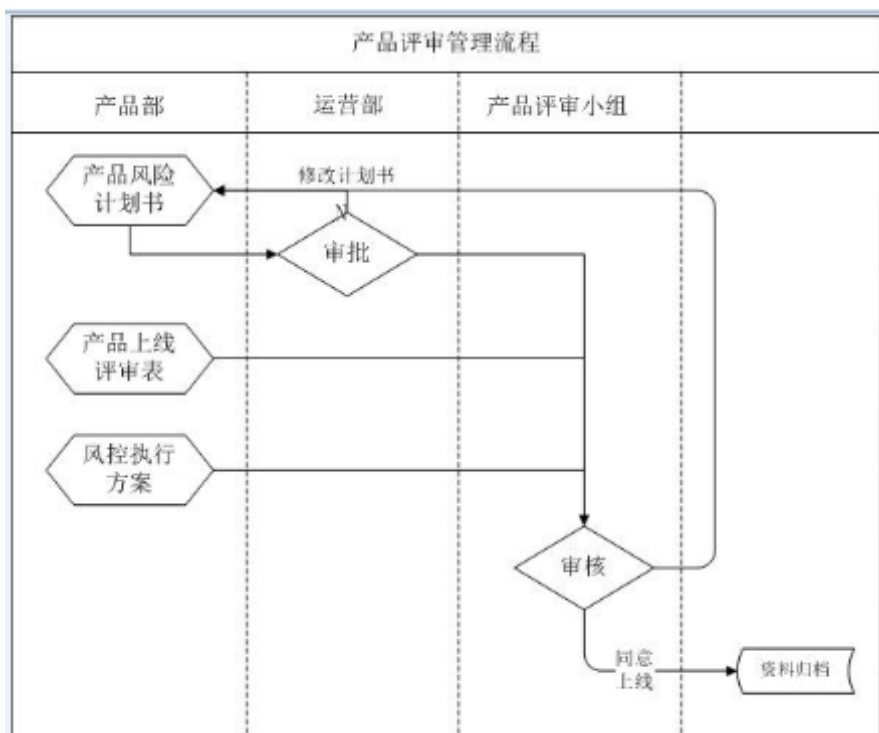 产品评审管理流程
产品部
运营部
产品评审小组
产品风险
计划书
修改计划书
审批
产品上线
评审表
风控执行
方案
审核
同意
上线
资料归档